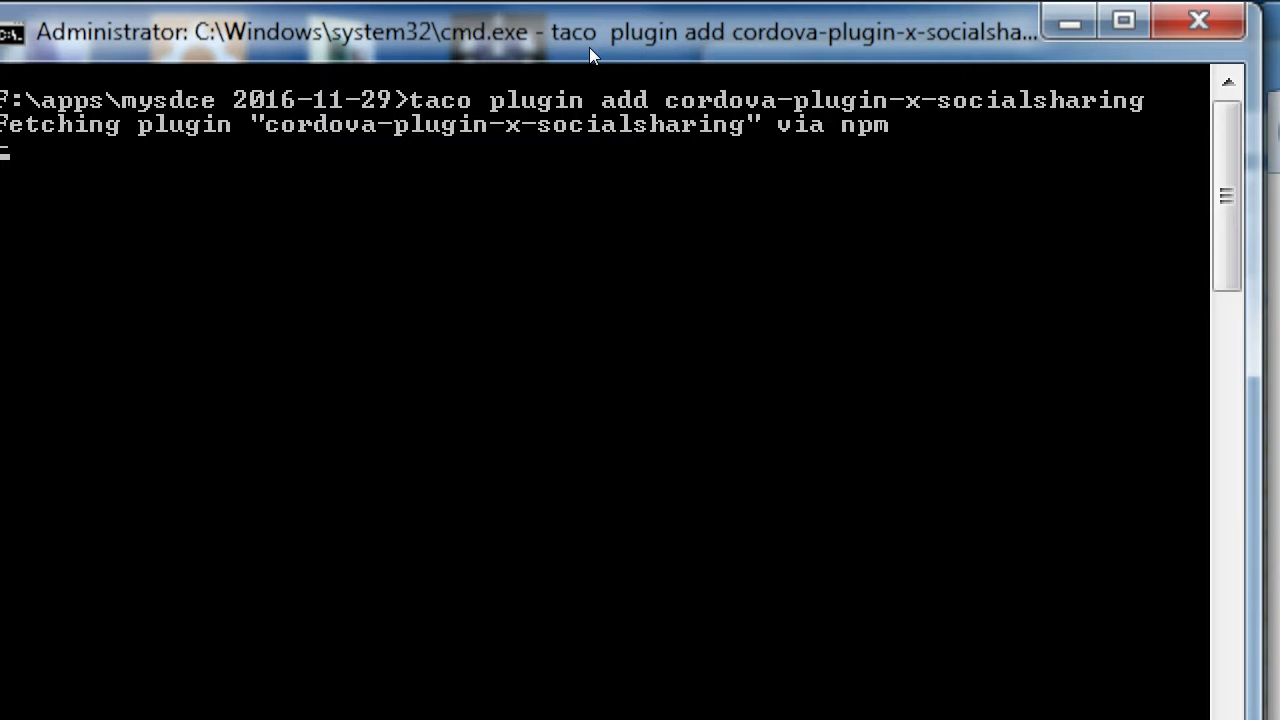 Administrator: C:\Windows\system32\cmd.exe - taco  plugin add cordova-plugin-x-socialsha...
F:\apps\mysdce 2016-11-29>taco plugin add cordova-plugin-x-socialsharing
Fetching plugin "cordova-plugin-x-socialsharing" via npm